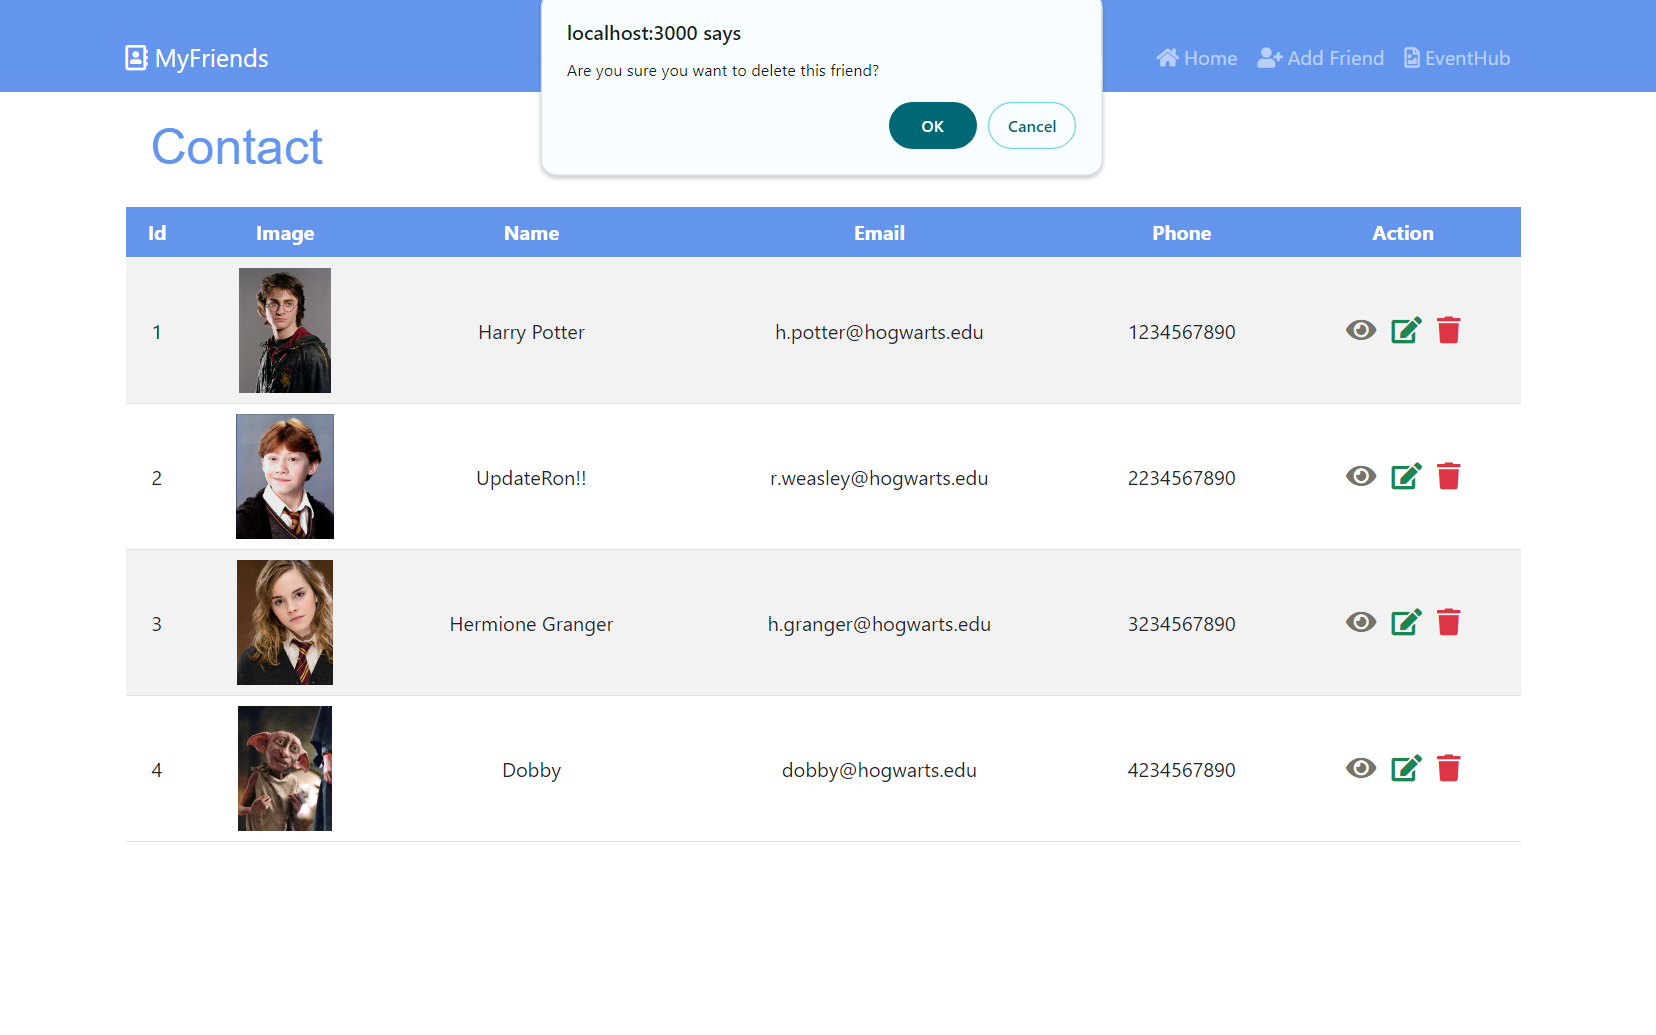 localhost:3000 says
Are you sure you want to delete this friend?
OK Cancel
MyFriends Home Add Friend EventHub
Contact
Id Image Name Email Phone Action
1 Harry Potter h.potter@hogwarts.edu 1234567890
2 UpdateRon!! r.weasley@hogwarts.edu 2234567890
3 Hermione Granger h.granger@hogwarts.edu 3234567890
4 Dobby dobby@hogwarts.edu 4234567890